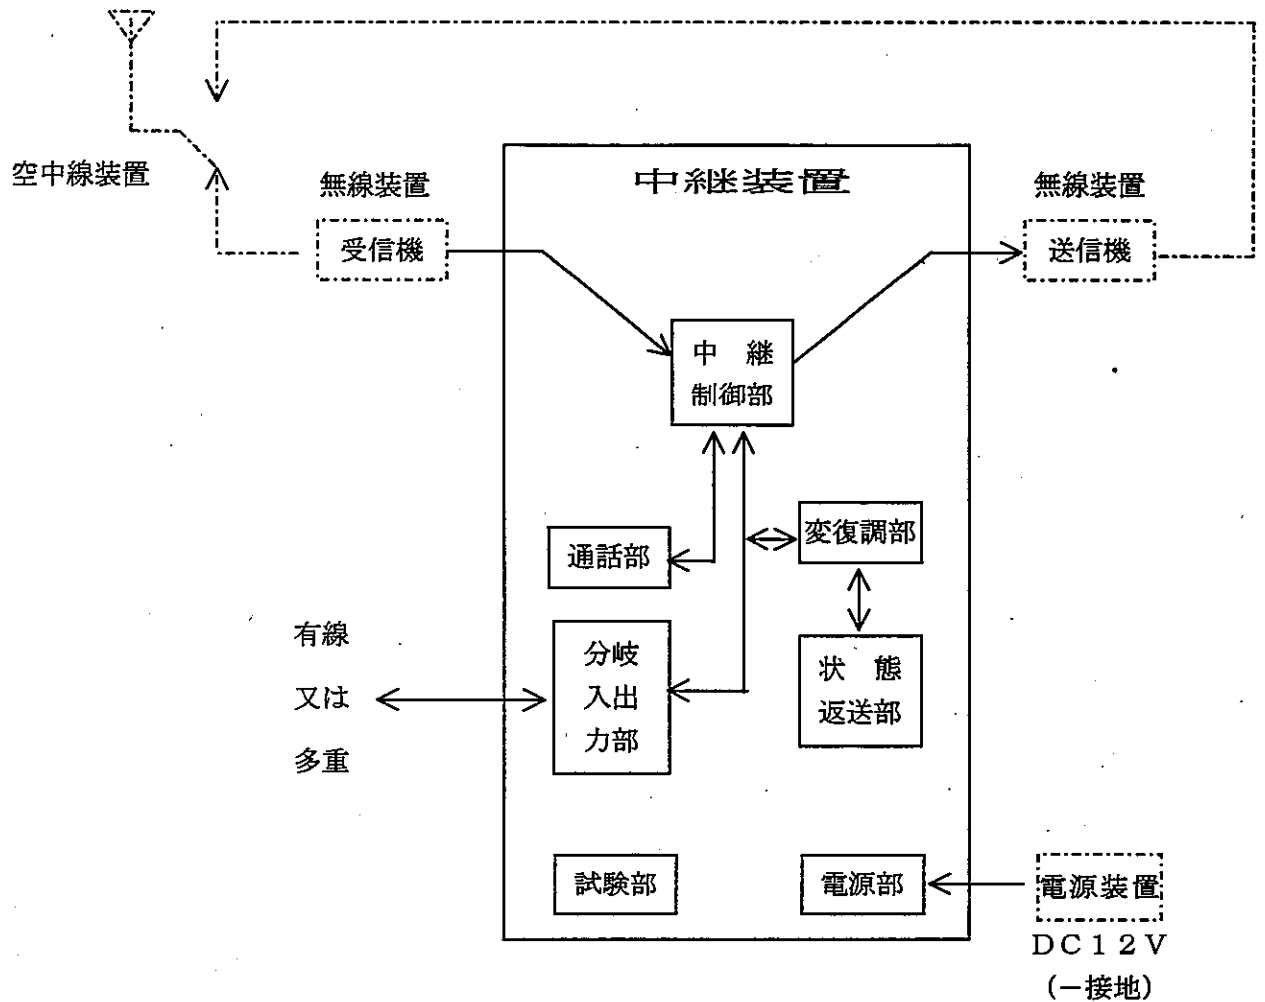 空中線装置
無線装置
受信機
中継装置
無線装置
送信機
中　継
制御部
通話部
変復調部
有線
又は
多重
分岐
入出
力部
状　態
返送部
試験部
電源部
電源装置
ＤＣ１２Ｖ
（－接地）